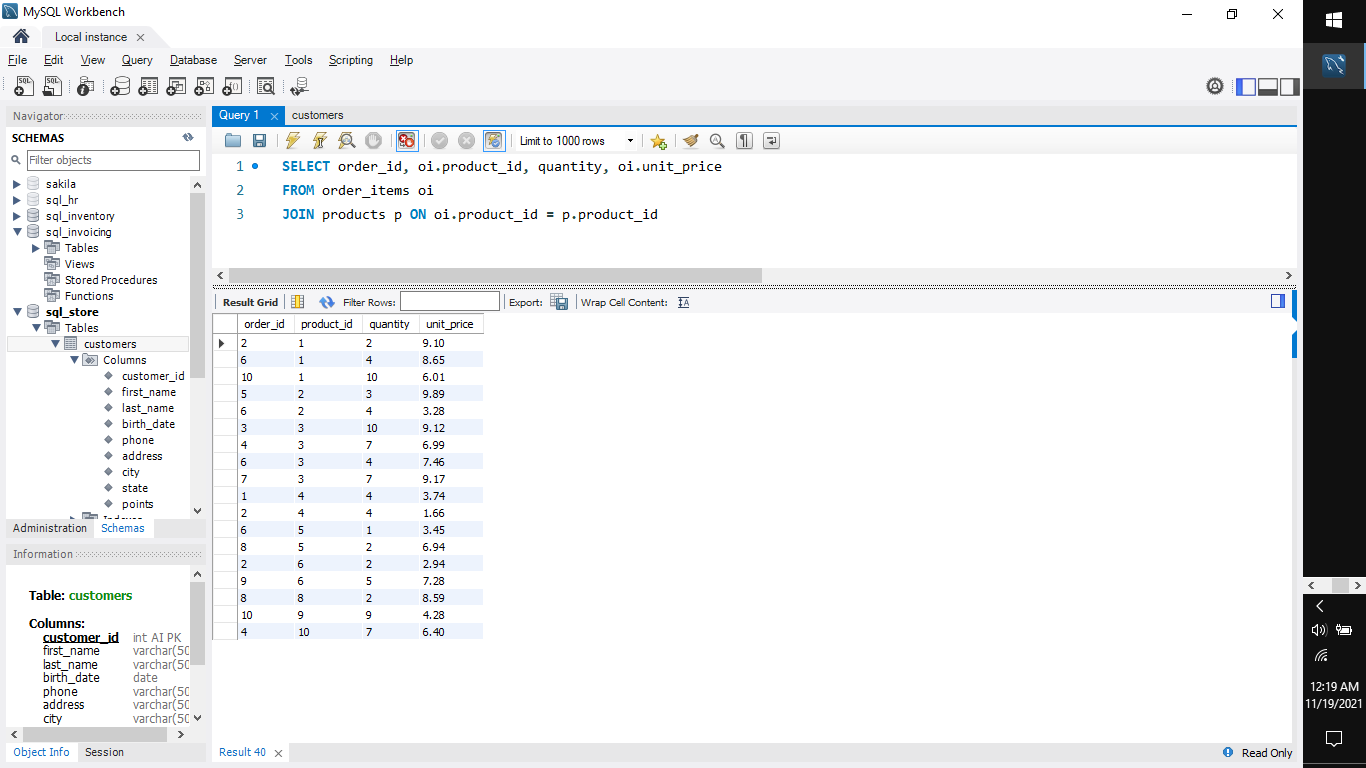 MySQL Workbench
Local instance
File Edit View Query Database Server Tools Scripting Help
Navigator
SCHEMAS
Filter objects
sakila
sql_hr
sql_inventory
sql_invoicing
Tables
Views
Stored Procedures
Functions
sql_store
Tables
customers
Columns
customer_id
first_name
last_name
birth_date
phone
address
city
state
points
Administration Schemas
Information
Table: customers
Columns:
customer_id int AI PK
first_name varchar(50
last_name varchar(50
birth_date date
phone varchar(50
address varchar(50
city varchar(50
Object Info Session
Query 1 customers
Limit to 1000 rows
1 SELECT order_id, oi.product_id, quantity, oi.unit_price
2 FROM order_items oi
3 JOIN products p ON oi.product_id = p.product_id
Result Grid Filter Rows: Export: Wrap Cell Content:
order_id product_id quantity unit_price
2 1 2 9.10
6 1 4 8.65
10 1 10 6.01
5 2 3 9.89
6 2 4 3.28
3 3 10 9.12
4 3 7 6.99
6 3 4 7.46
7 3 7 9.17
1 4 4 3.74
2 4 4 1.66
6 5 1 3.45
8 5 2 6.94
2 6 2 2.94
9 6 5 7.28
8 8 2 8.59
10 9 9 4.28
4 10 7 6.40
Result 40
Read Only
12:19 AM
11/19/2021